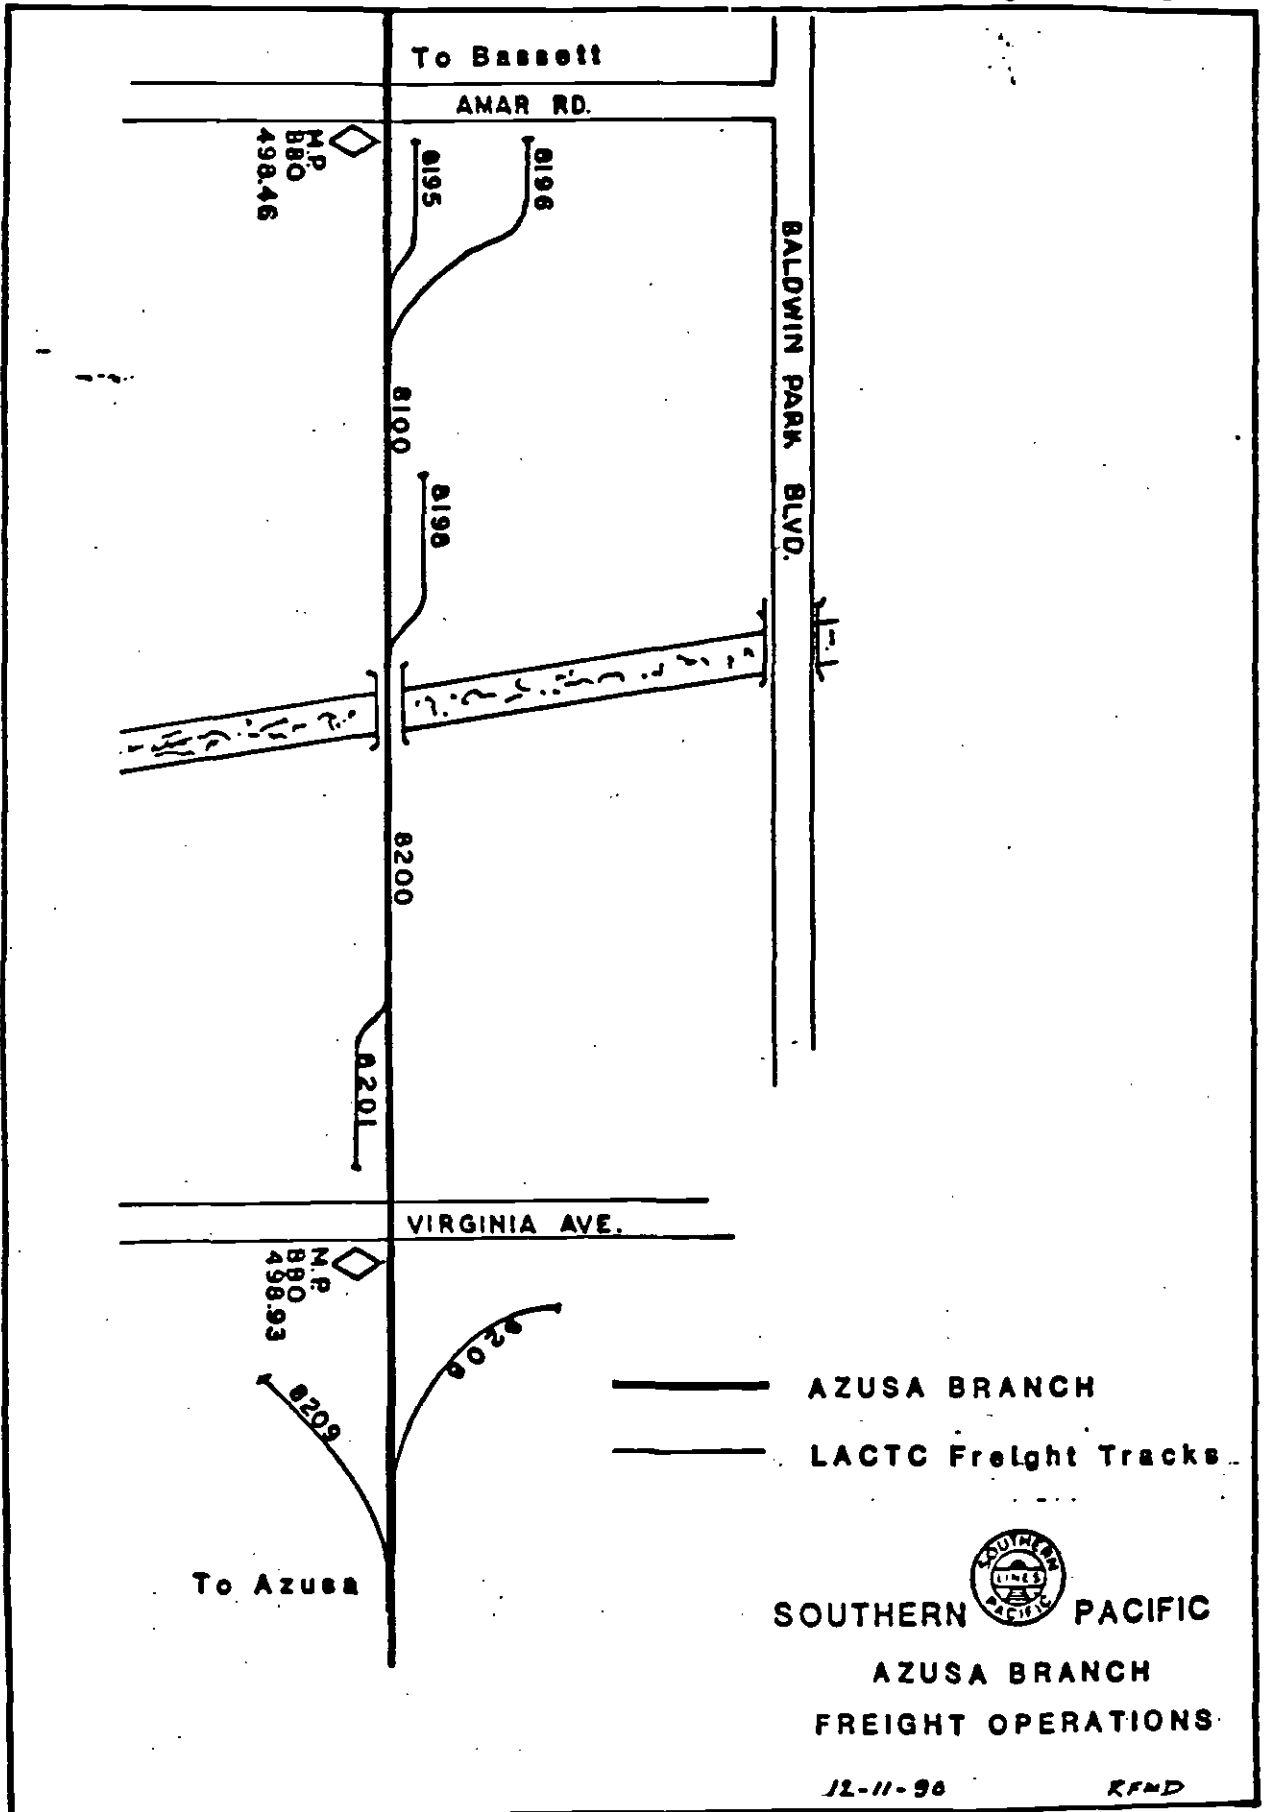 To Bassett
AMAR RD.
M.P.
BBO
498.46
8195
8196
BALDWIN PARK BLVD.
8100
8198
8200
8201
VIRGINIA AVE.
M.P.
BBO
498.93
8208
8209
AZUSA BRANCH
LACTC Freight Tracks
To Azusa
SOUTHERN
LINES
PACIFIC
SOUTHERN PACIFIC
AZUSA BRANCH
FREIGHT OPERATIONS
12-11-90